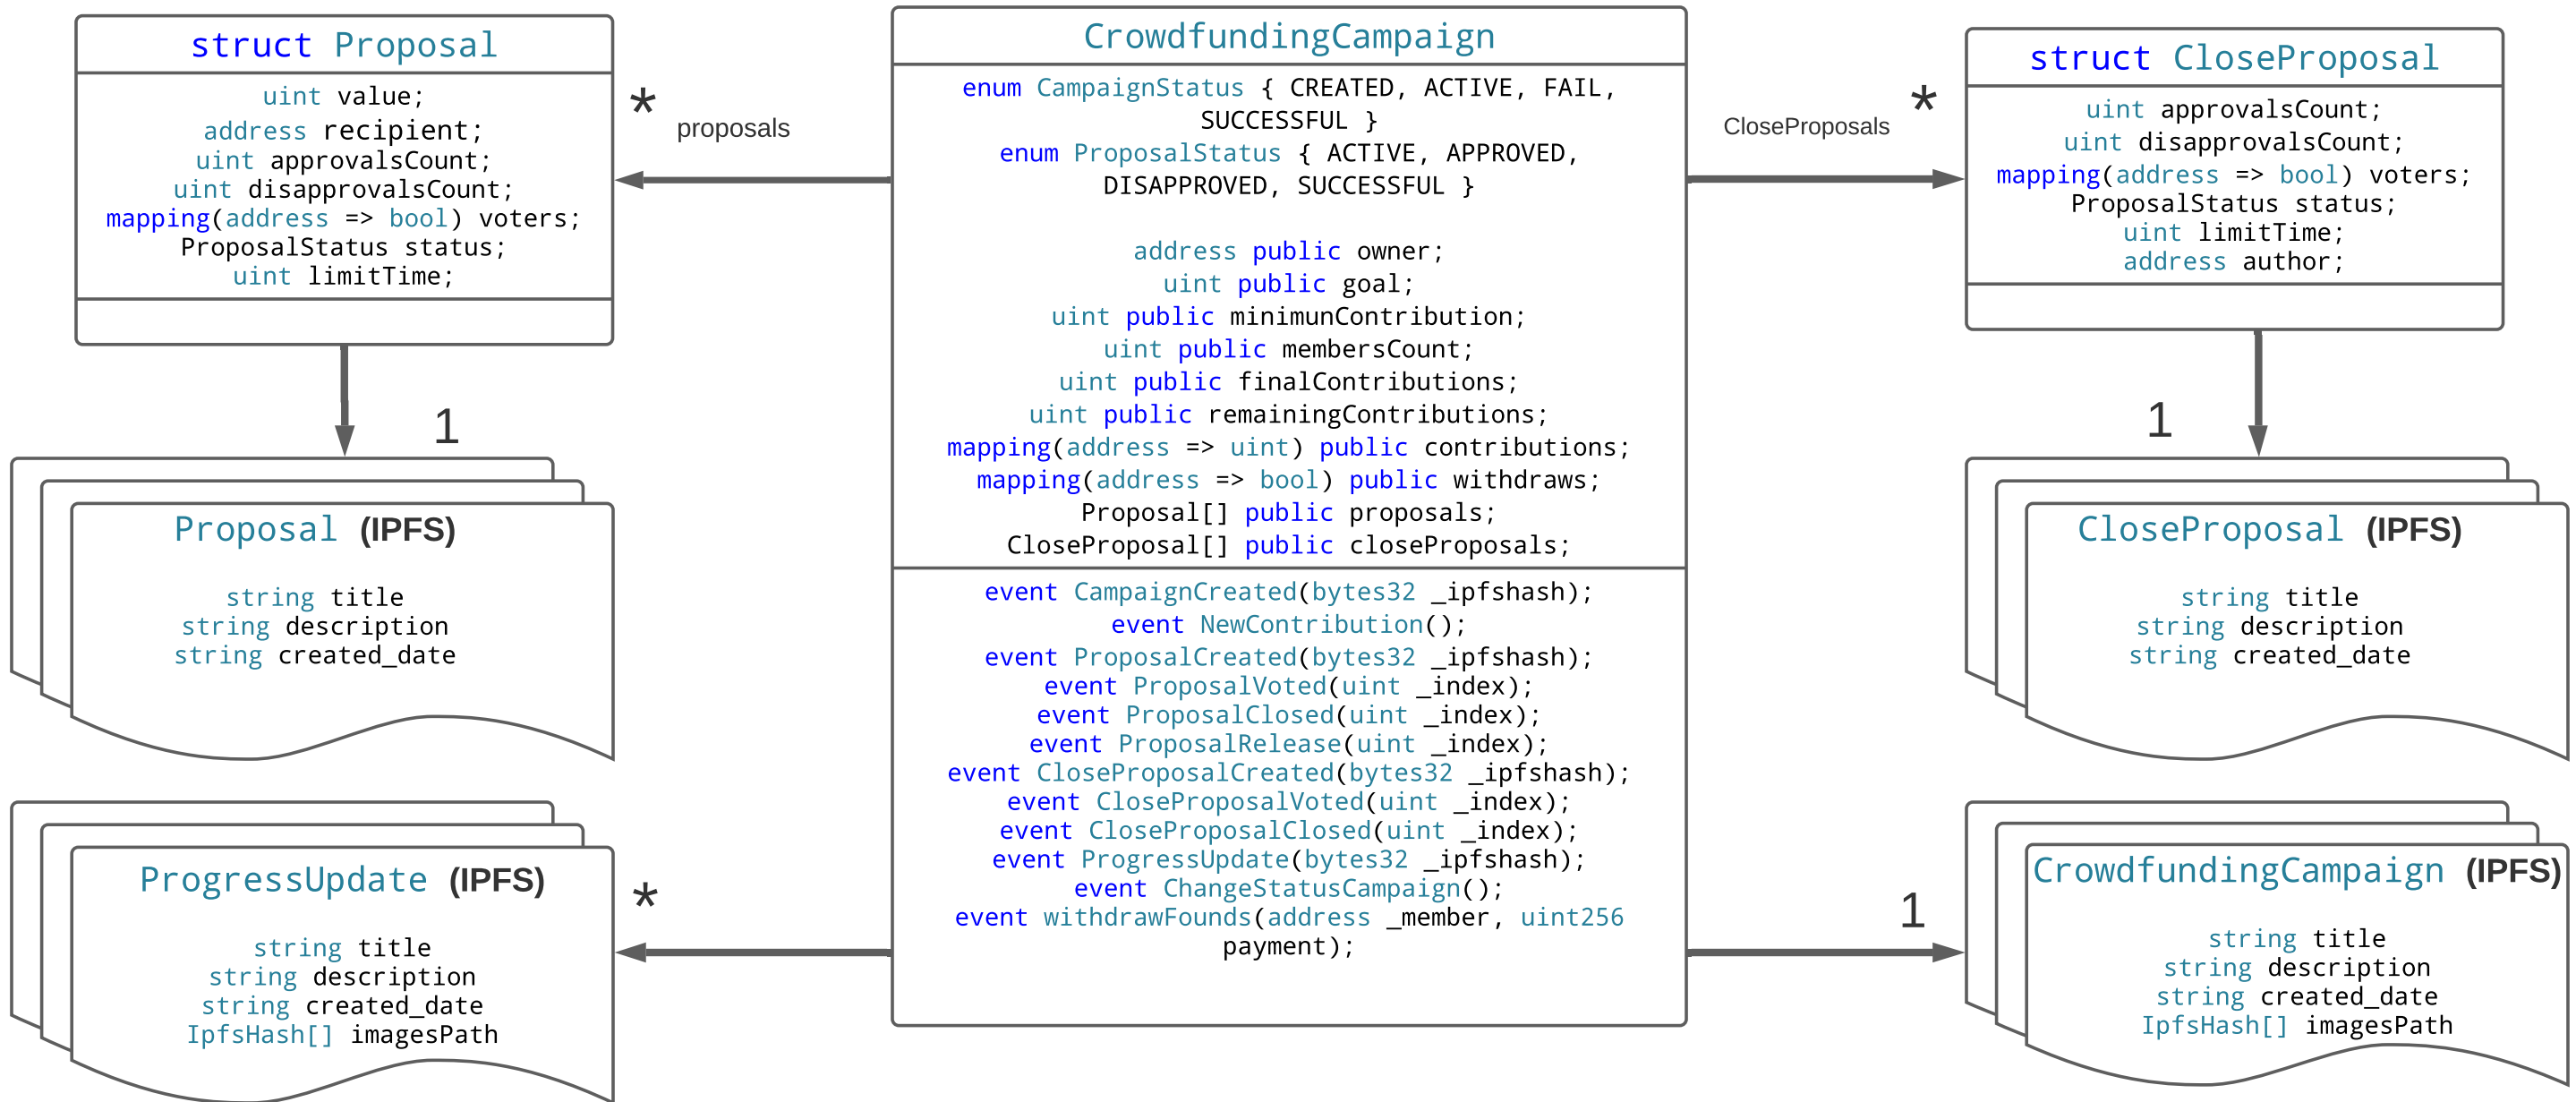 struct Proposal
uint value;
address recipient;
uint approvalsCount;
uint disapprovalsCount;
mapping(address => bool) voters;
ProposalStatus status;
uint limitTime;
*
proposals
CrowdfundingCampaign
enum CampaignStatus { CREATED, ACTIVE, FAIL,
SUCCESSFUL }
enum ProposalStatus { ACTIVE, APPROVED,
DISAPPROVED, SUCCESSFUL }
address public owner;
uint public goal;
uint public minimunContribution;
uint public membersCount;
uint public finalContributions;
uint public remainingContributions;
mapping(address => uint) public contributions;
mapping(address => bool) public withdraws;
Proposal[] public proposals;
CloseProposal[] public closeProposals;
event CampaignCreated(bytes32 _ipfshash);
event NewContribution();
event ProposalCreated(bytes32 _ipfshash);
event ProposalVoted(uint _index);
event ProposalClosed(uint _index);
event ProposalRelease(uint _index);
event CloseProposalCreated(bytes32 _ipfshash);
event CloseProposalVoted(uint _index);
event CloseProposalClosed(uint _index);
event ProgressUpdate(bytes32 _ipfshash);
event ChangeStatusCampaign();
event withdrawFounds(address _member, uint256
payment);
CloseProposals
*
struct CloseProposal
uint approvalsCount;
uint disapprovalsCount;
mapping(address => bool) voters;
ProposalStatus status;
uint limitTime;
address author;
1
Proposal (IPFS)
string title
string description
string created_date
1
CloseProposal (IPFS)
string title
string description
string created_date
*
ProgressUpdate (IPFS)
string title
string description
string created_date
IpfsHash[] imagesPath
1
CrowdfundingCampaign (IPFS)
string title
string description
string created_date
IpfsHash[] imagesPath